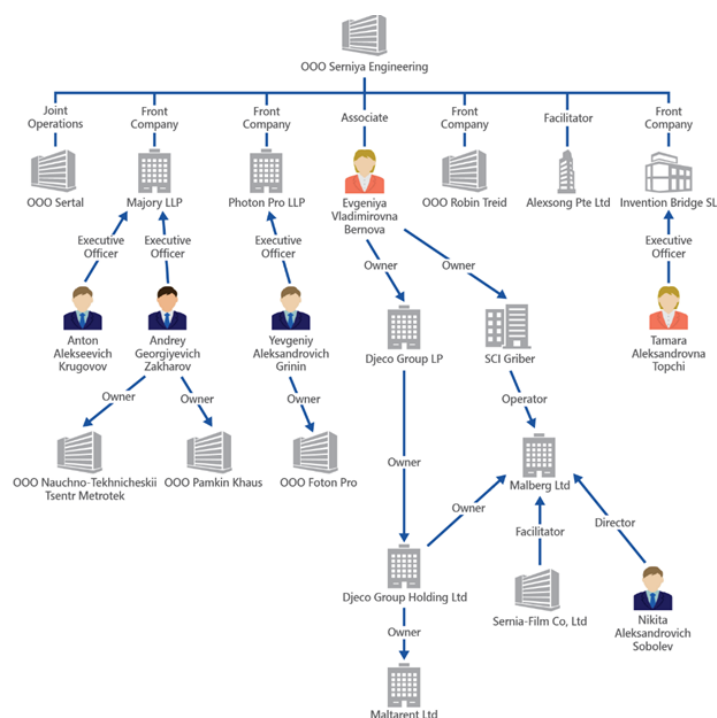 OOO Serniya Engineering
Joint
Operations
Front
Company
Front
Company
Associate
Front
Company
Facilitator
Front
Company
OOO Sertal
Majory LLP
Photon Pro LLP
Evgeniya
Vladimirovna
Bernova
OOO Robin Treid
Alexsong Pte Ltd
Invention Bridge SL
Executive
Officer
Executive
Officer
Executive
Officer
Owner
Owner
Executive
Officer
Anton
Alekseevich
Krugovov
Andrey
Georgiyevich
Zakharov
Yevgeniy
Aleksandrovich
Grinin
Djeco Group LP
SCI Griber
Tamara
Aleksandrovna
Topchi
Owner
Owner
Owner
Operator
OOO Nauchno-Tekhnicheskii
Tsentr Metrotek
OOO Pamkin Khaus
OOO Foton Pro
Owner
Malberg Ltd
Owner
Facilitator
Director
Djeco Group Holding Ltd
Sernia-Film Co, Ltd
Nikita
Aleksandrovich
Sobolev
Owner
Maltarent Ltd